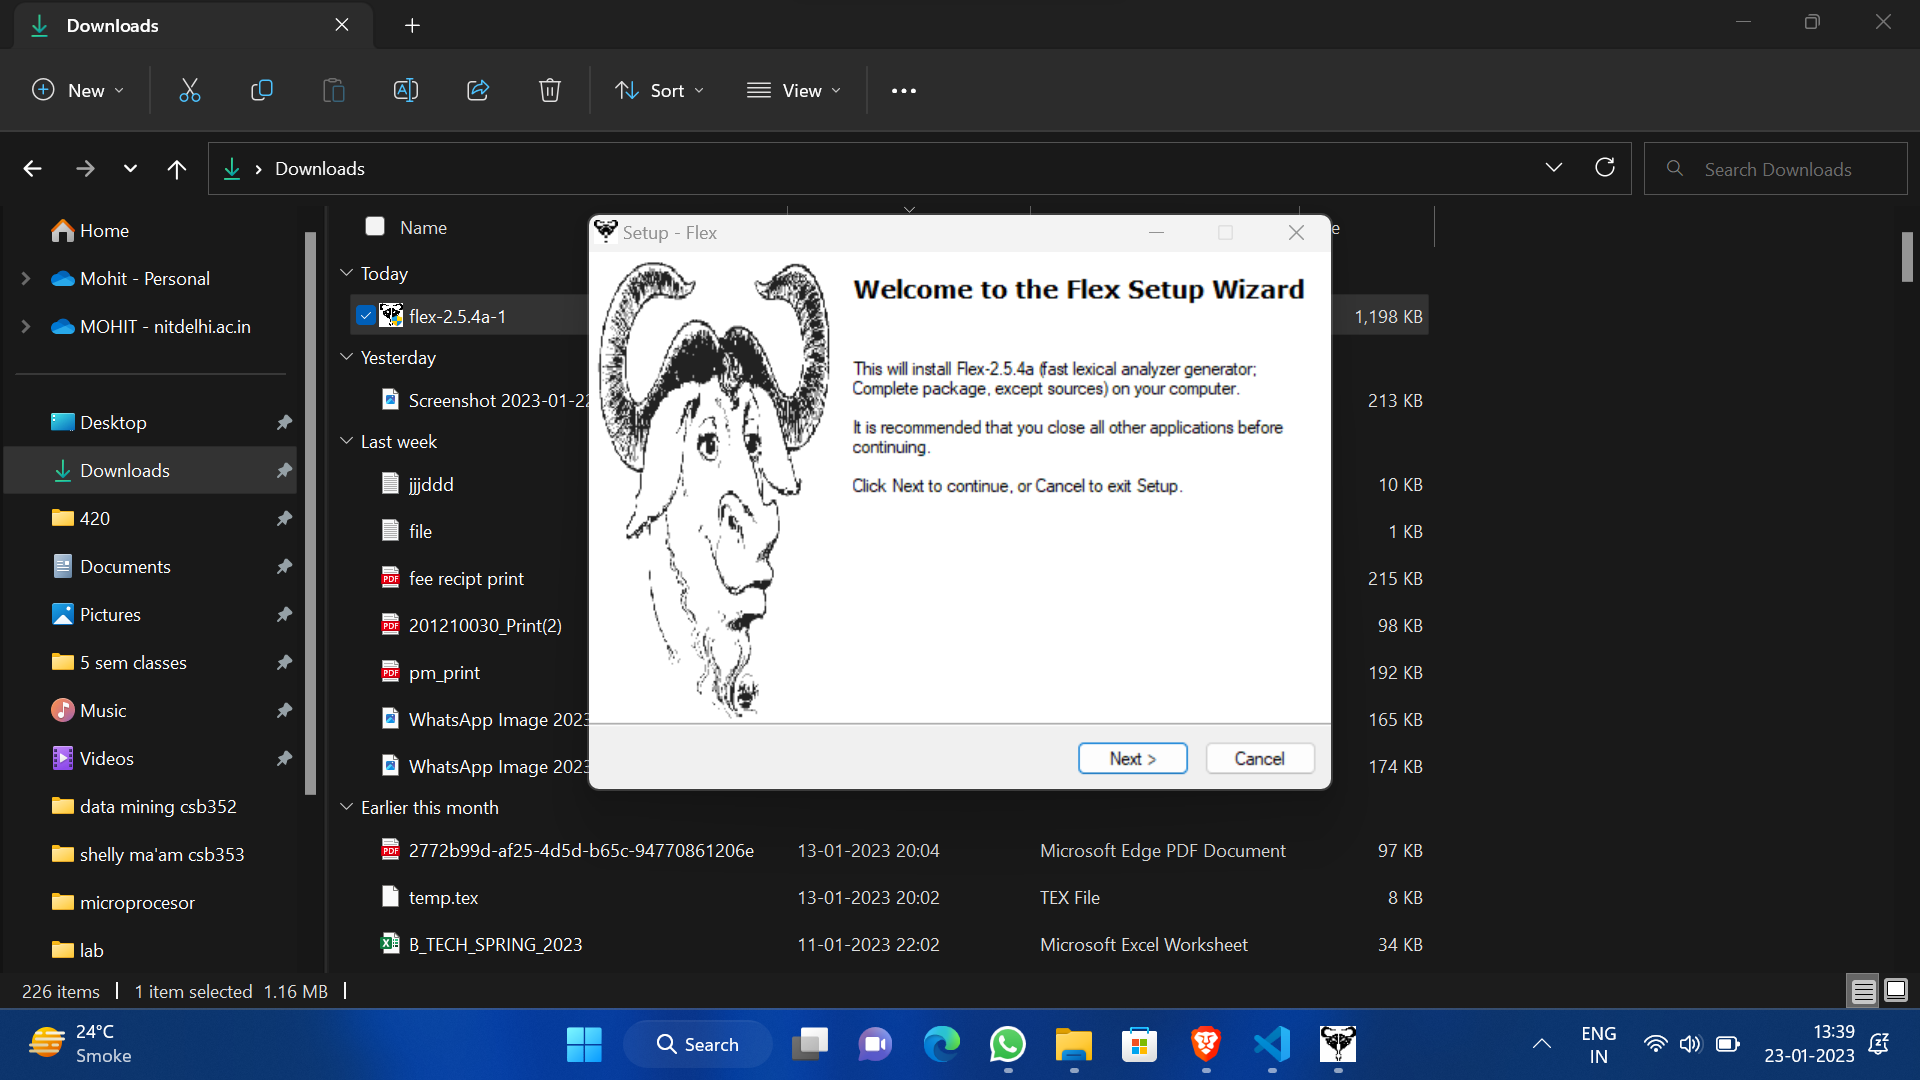 Downloads
New
Sort
View
Downloads
Search Downloads
Home
Mohit - Personal
MOHIT - nitdelhi.ac.in
Desktop
Downloads
420
Documents
Pictures
5 sem classes
Music
Videos
data mining csb352
shelly ma'am csb353
microprocesor
lab
Name
Today
flex-2.5.4a-1
1,198 KB
Yesterday
Screenshot 2023-01-22
213 KB
Last week
jjjddd
10 KB
file
1 KB
fee recipt print
215 KB
201210030_Print(2)
98 KB
pm_print
192 KB
WhatsApp Image 2023
165 KB
WhatsApp Image 2023
174 KB
Earlier this month
2772b99d-af25-4d5d-b65c-94770861206e 13-01-2023 20:04 Microsoft Edge PDF Document 97 KB
temp.tex 13-01-2023 20:02 TEX File 8 KB
B_TECH_SPRING_2023 11-01-2023 22:02 Microsoft Excel Worksheet 34 KB
Setup - Flex
Welcome to the Flex Setup Wizard
This will install Flex-2.5.4a (fast lexical analyzer generator;
Complete package, except sources) on your computer.
It is recommended that you close all other applications before
continuing.
Click Next to continue, or Cancel to exit Setup.
Next >
Cancel
226 items
1 item selected 1.16 MB
24°C
Smoke
Search
ENG
IN
13:39
23-01-2023